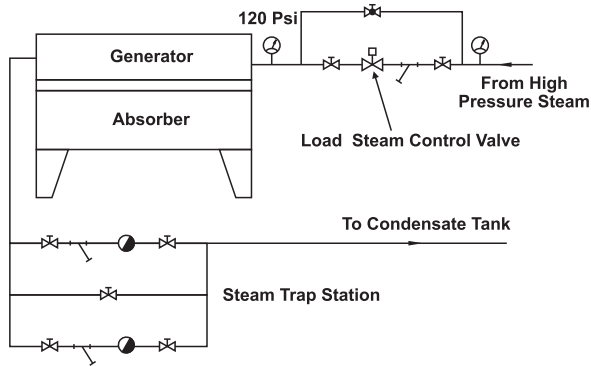 120 Psi
Generator
From High
Pressure Steam
Absorber
Load Steam Control Valve
To Condensate Tank
Steam Trap Station